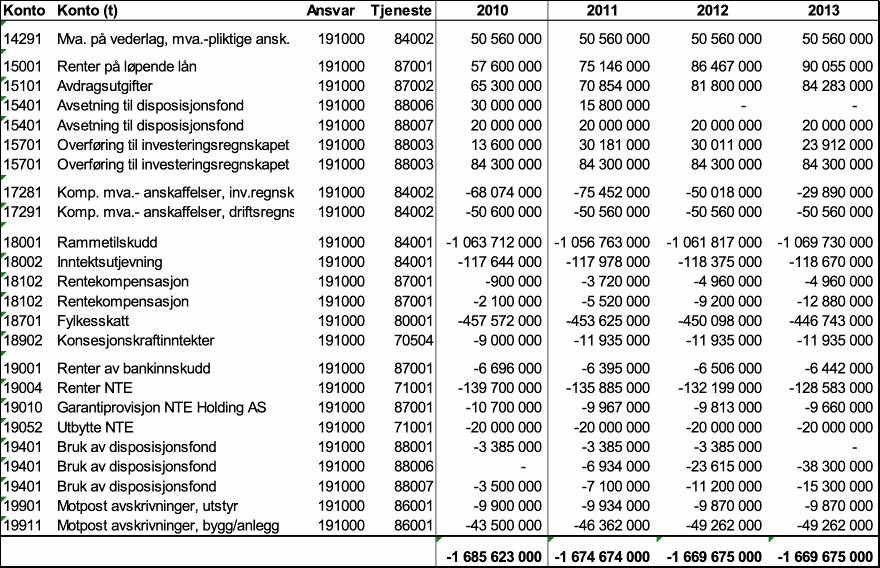 Konto Konto (t) Ansvar Tjeneste 2010 2011 2012 2013
14291 Mva. på vederlag, mva.-pliktige ansk. 191000 84002 50 560 000 50 560 000 50 560 000 50 560 000
15001 Renter på løpende lån 191000 87001 57 600 000 75 146 000 86 467 000 90 055 000
15101 Avdragsutgifter 191000 87002 65 300 000 70 854 000 81 800 000 84 283 000
15401 Avsetning til disposisjonsfond 191000 88006 30 000 000 15 800 000 - -
15401 Avsetning til disposisjonsfond 191000 88007 20 000 000 20 000 000 20 000 000 20 000 000
15701 Overføring til investeringsregnskapet 191000 88003 13 600 000 30 181 000 30 011 000 23 912 000
15701 Overføring til investeringsregnskapet 191000 88003 84 300 000 84 300 000 84 300 000 84 300 000
17281 Komp. mva.- anskaffelser, inv.regnsk 191000 84002 -68 074 000 -75 452 000 -50 018 000 -29 890 000
17291 Komp. mva.- anskaffelser, driftsregns 191000 84002 -50 600 000 -50 560 000 -50 560 000 -50 560 000
18001 Rammetilskudd 191000 84001 -1 063 712 000 -1 056 763 000 -1 061 817 000 -1 069 730 000
18002 Inntektsutjevning 191000 84001 -117 644 000 -117 978 000 -118 375 000 -118 670 000
18102 Rentekompensasjon 191000 87001 -900 000 -3 720 000 -4 960 000 -4 960 000
18102 Rentekompensasjon 191000 87001 -2 100 000 -5 520 000 -9 200 000 -12 880 000
18701 Fylkesskatt 191000 80001 -457 572 000 -453 625 000 -450 098 000 -446 743 000
18902 Konsesjonskraftinntekter 191000 70504 -9 000 000 -11 935 000 -11 935 000 -11 935 000
19001 Renter av bankinnskudd 191000 87001 -6 696 000 -6 395 000 -6 506 000 -6 442 000
19004 Renter NTE 191000 71001 -139 700 000 -135 885 000 -132 199 000 -128 583 000
19010 Garantiprovisjon NTE Holding AS 191000 87001 -10 700 000 -9 967 000 -9 813 000 -9 660 000
19052 Utbytte NTE 191000 71001 -20 000 000 -20 000 000 -20 000 000 -20 000 000
19401 Bruk av disposisjonsfond 191000 88001 -3 385 000 -3 385 000 -3 385 000 -
19401 Bruk av disposisjonsfond 191000 88006 - -6 934 000 -23 615 000 -38 300 000
19401 Bruk av disposisjonsfond 191000 88007 -3 500 000 -7 100 000 -11 200 000 -15 300 000
19901 Motpost avskrivninger, utstyr 191000 86001 -9 900 000 -9 934 000 -9 870 000 -9 870 000
19911 Motpost avskrivninger, bygg/anlegg 191000 86001 -43 500 000 -46 362 000 -49 262 000 -49 262 000
-1 685 623 000 -1 674 674 000 -1 669 675 000 -1 669 675 000